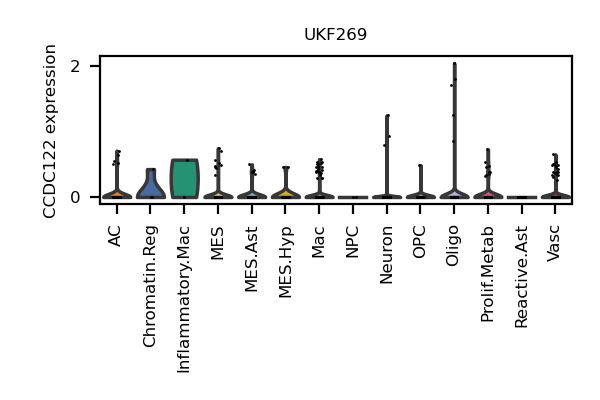 UKF269
CCDC122 expression
2
0
AC
Chromatin.Reg
Inflammatory.Mac
MES
MES.Ast
MES.Hyp
Mac
NPC
Neuron
OPC
Oligo
Prolif.Metab
Reactive.Ast
Vasc